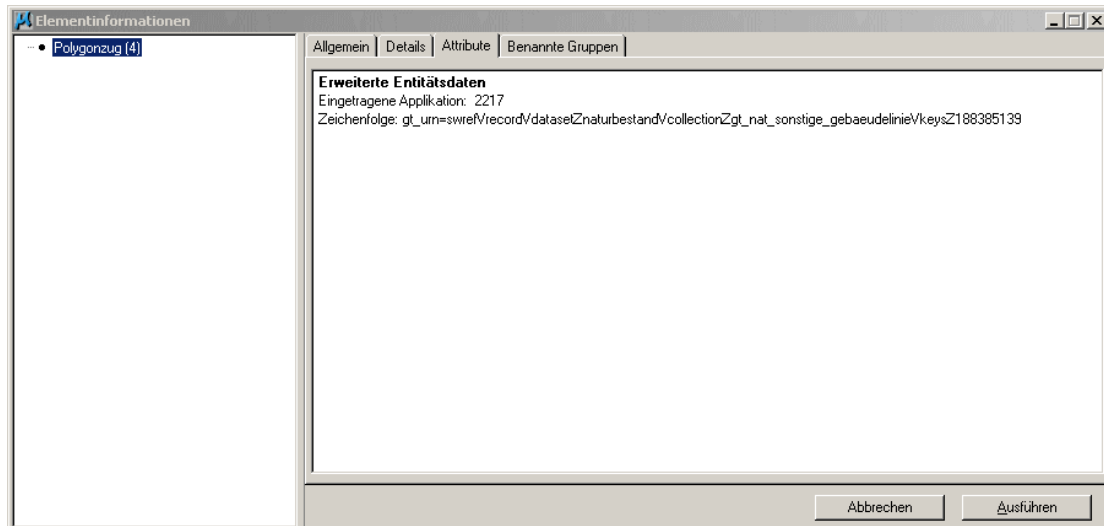 Elementinformationen
Polygonzug (4)
Allgemein Details Attribute Benannte Gruppen
Erweiterte Entitätsdaten
Eingetragene Applikation: 2217
Zeichenfolge: gt_urn=swrefVrecordVdatasetZnaturbestandVcollectionZgt_nat_sonstige_gebaeudelinieVkeysZ188385139
Abbrechen Ausführen